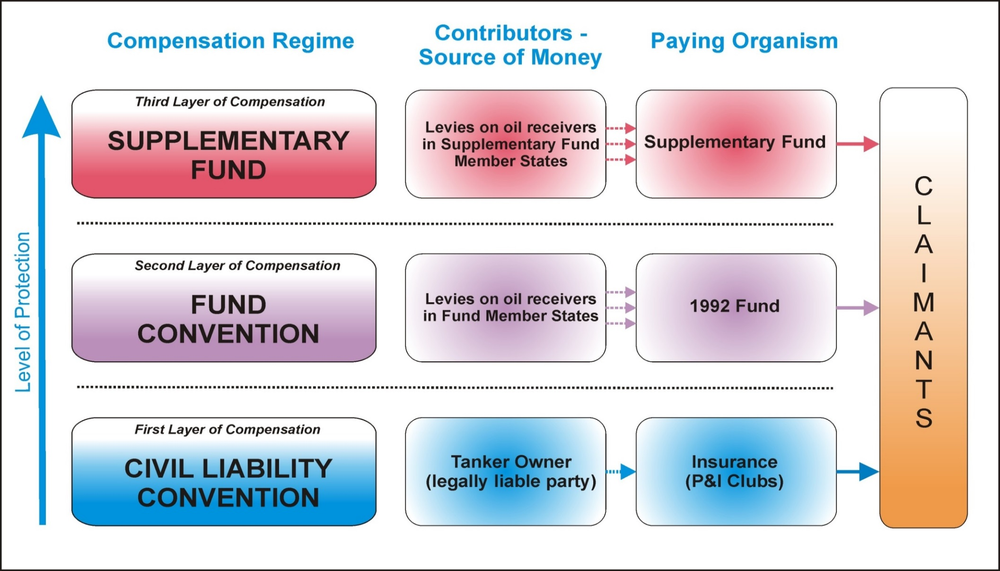 Compensation Regime
Contributors -
Source of Money
Paying Organism
Level of Protection
Third Layer of Compensation
SUPPLEMENTARY
FUND
Levies on oil receivers
in Supplementary Fund
Member States
Supplementary Fund
Second Layer of Compensation
FUND
CONVENTION
Levies on oil receivers
in Fund Member States
1992 Fund
First Layer of Compensation
CIVIL LIABILITY
CONVENTION
Tanker Owner
(legally liable party)
Insurance
(P&I Clubs)
CLAIMANTS